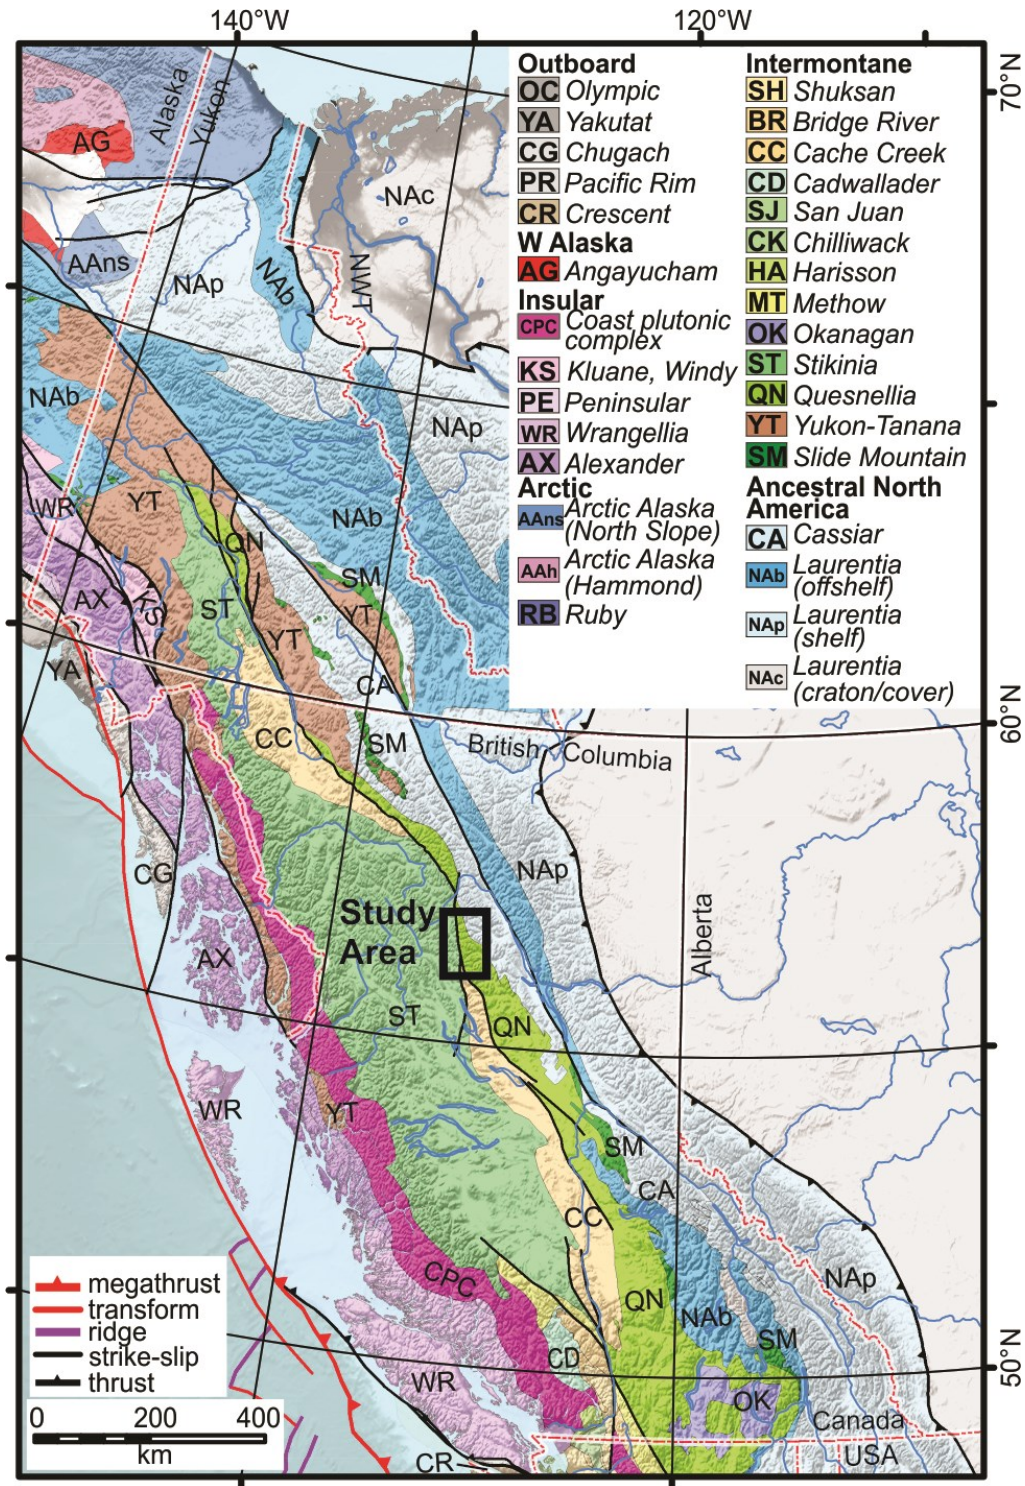 140°W
120°W
70°N
60°N
50°N
Outboard
OC Olympic
YA Yakutat
CG Chugach
PR Pacific Rim
CR Crescent
W Alaska
AG Angayucham
Insular
CPC Coast plutonic
complex
KS Kluane, Windy
PE Peninsular
WR Wrangellia
AX Alexander
Arctic
AAns Arctic Alaska
(North Slope)
AAh Arctic Alaska
(Hammond)
RB Ruby
Intermontane
SH Shuksan
BR Bridge River
CC Cache Creek
CD Cadwallader
SJ San Juan
CK Chilliwack
HA Harisson
MT Methow
OK Okanagan
ST Stikinia
QN Quesnellia
YT Yukon-Tanana
SM Slide Mountain
Ancestral North
America
CA Cassiar
NAb Laurentia
(offshelf)
NAp Laurentia
(shelf)
NAc Laurentia
(craton/cover)
Alaska
Yukon
AG
NAc
AAns
NAp
NAb
NWT
NAb
NAp
WR
YT
NAb
QN
SM
AX
KS
ST
YT
YT
YA
CA
CC
SM
British Columbia
NAp
CG
Alberta
Study
Area
AX
ST
QN
WR
YT
SM
CA
CC
CPC
NAp
QN
NAb
SM
CD
WR
OK
Canada
USA
CR
megathrust
transform
ridge
strike-slip
thrust
0 200 400
km